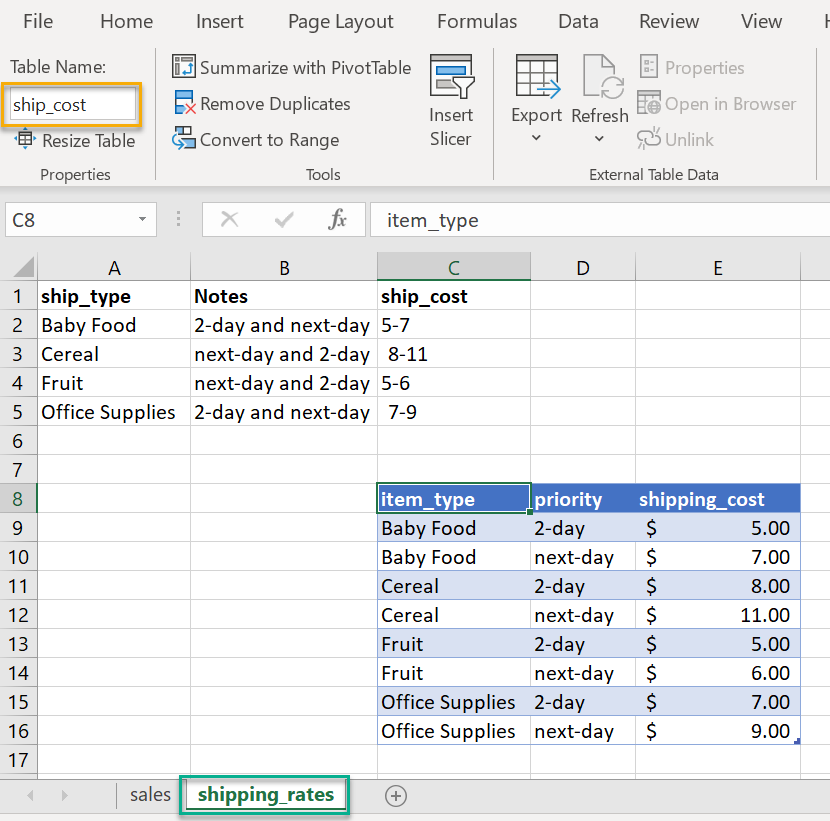 File Home Insert Page Layout Formulas Data Review View
Table Name:
ship_cost
Resize Table
Properties
Summarize with PivotTable
Remove Duplicates
Convert to Range
Insert
Slicer
Tools
Export
Refresh
Properties
Open in Browser
Unlink
External Table Data
C8 fx item_type
A B C D E
1 ship_type Notes ship_cost
2 Baby Food 2-day and next-day 5-7
3 Cereal next-day and 2-day 8-11
4 Fruit next-day and 2-day 5-6
5 Office Supplies 2-day and next-day 7-9
6
7
8 item_type priority shipping_cost
9 Baby Food 2-day $ 5.00
10 Baby Food next-day $ 7.00
11 Cereal 2-day $ 8.00
12 Cereal next-day $ 11.00
13 Fruit 2-day $ 5.00
14 Fruit next-day $ 6.00
15 Office Supplies 2-day $ 7.00
16 Office Supplies next-day $ 9.00
17
sales shipping_rates